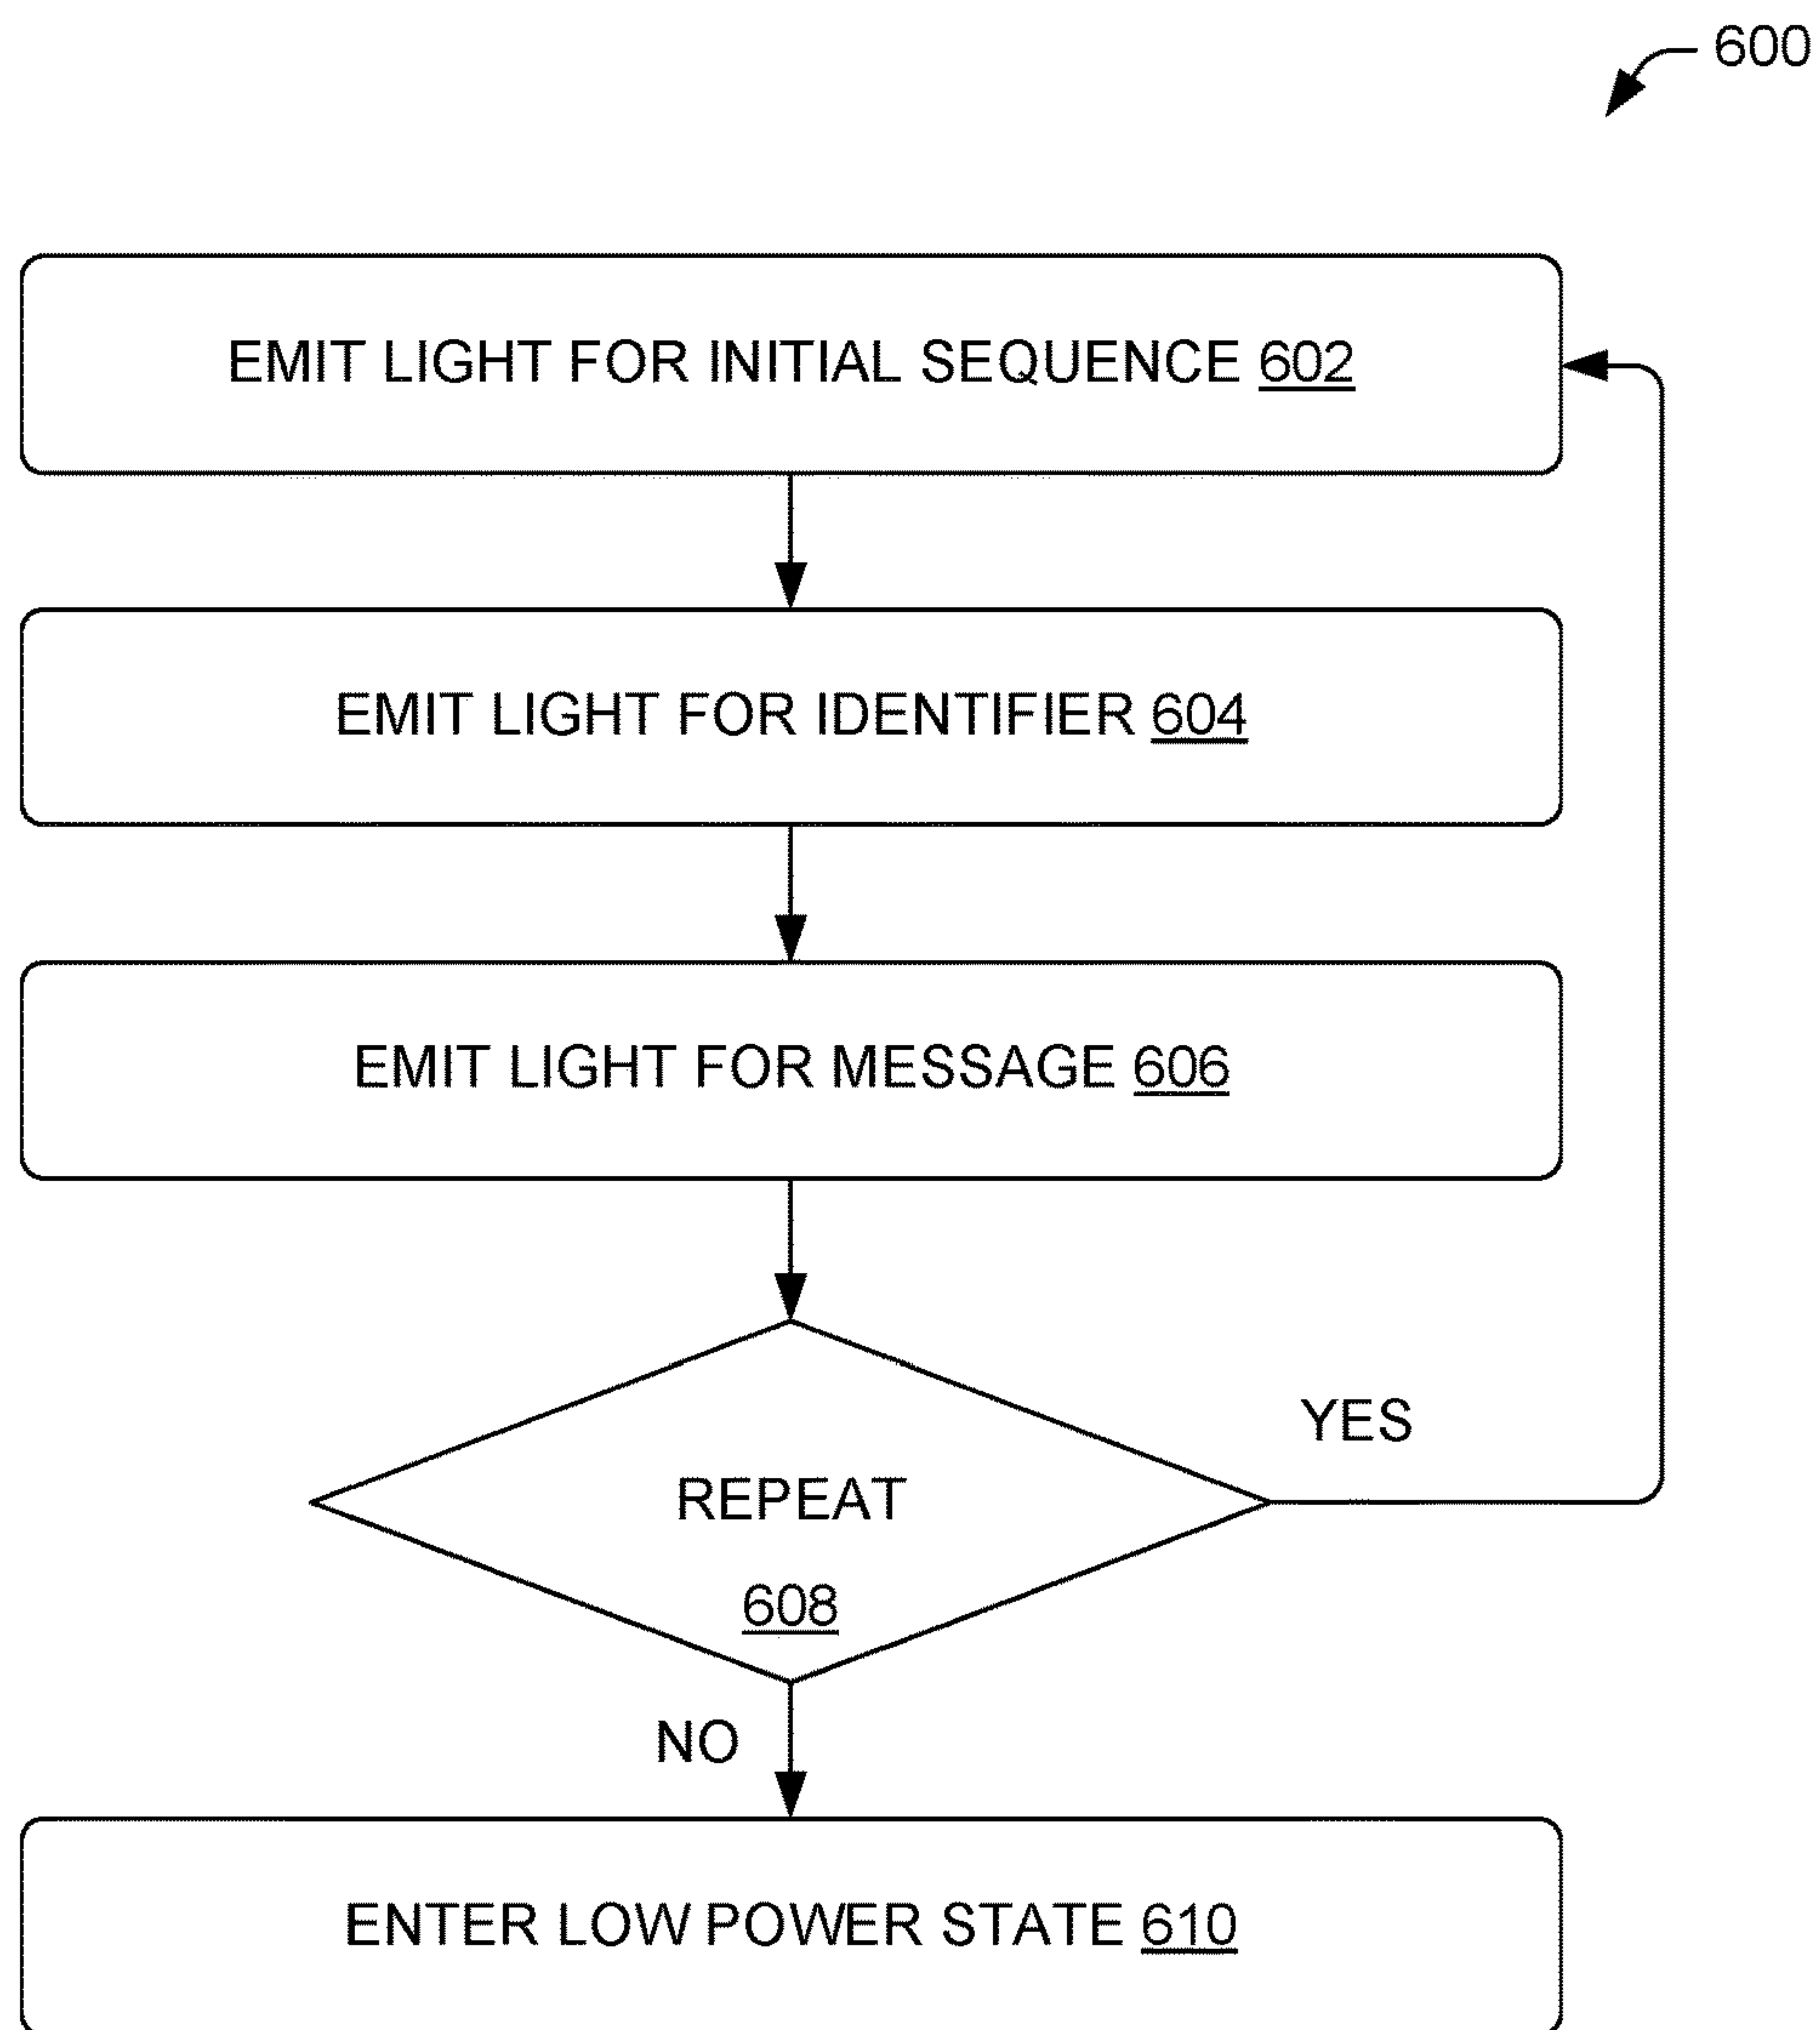 600
EMIT LIGHT FOR INITIAL SEQUENCE 602
EMIT LIGHT FOR IDENTIFIER 604
EMIT LIGHT FOR MESSAGE 606
YES
REPEAT
608
NO
ENTER LOW POWER STATE 610